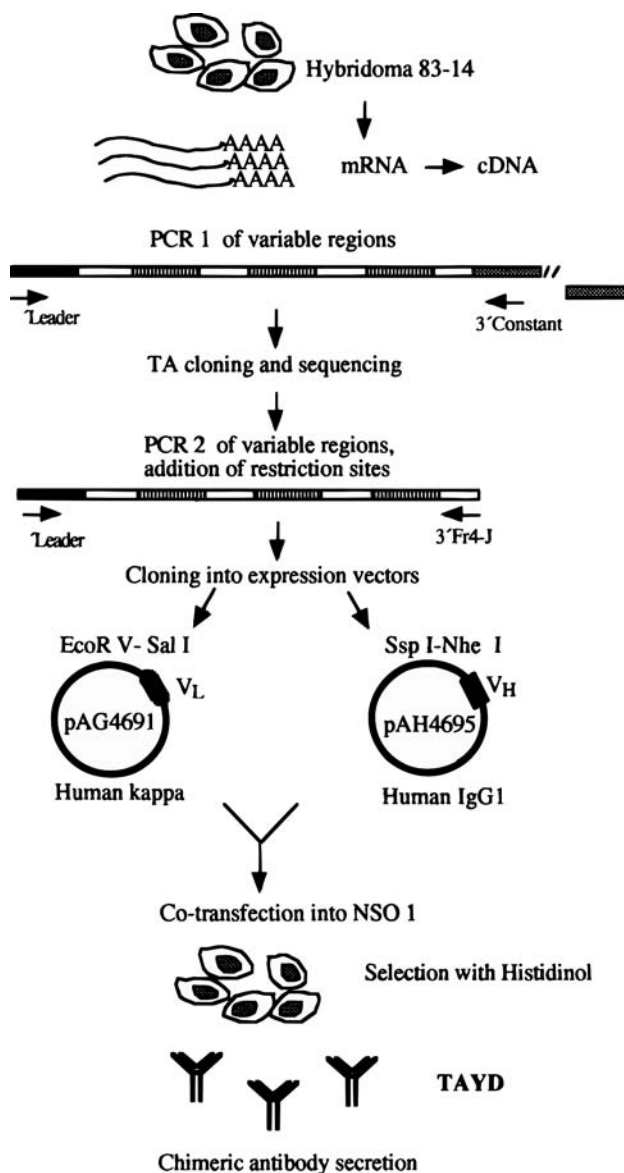 Hybridoma 83-14
AAAA
AAAA
AAAA
mRNA
cDNA
PCR 1 of variable regions
´Leader
3´Constant
TA cloning and sequencing
PCR 2 of variable regions,
addition of restriction sites
´Leader
3´Fr4-J
Cloning into expression vectors
EcoR V- Sal I
Ssp I-Nhe I
VL
VH
pAG4691
pAH4695
Human kappa
Human IgG1
Co-transfection into NSO 1
Selection with Histidinol
TAYD
Chimeric antibody secretion